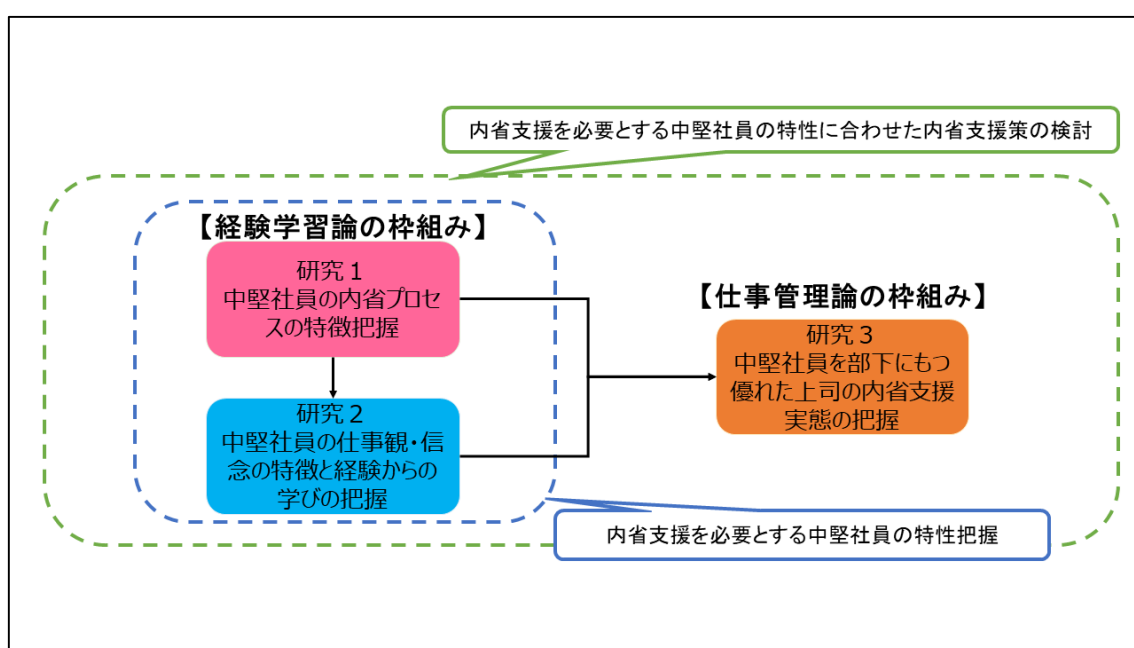 内省支援を必要とする中堅社員の特性に合わせた内省支援策の検討
【経験学習論の枠組み】
研究１
中堅社員の内省プロセ
スの特徴把握
研究２
中堅社員の仕事観・信
念の特徴と経験からの
学びの把握
【仕事管理論の枠組み】
研究３
中堅社員を部下にもつ
優れた上司の内省支援
実態の把握
内省支援を必要とする中堅社員の特性把握